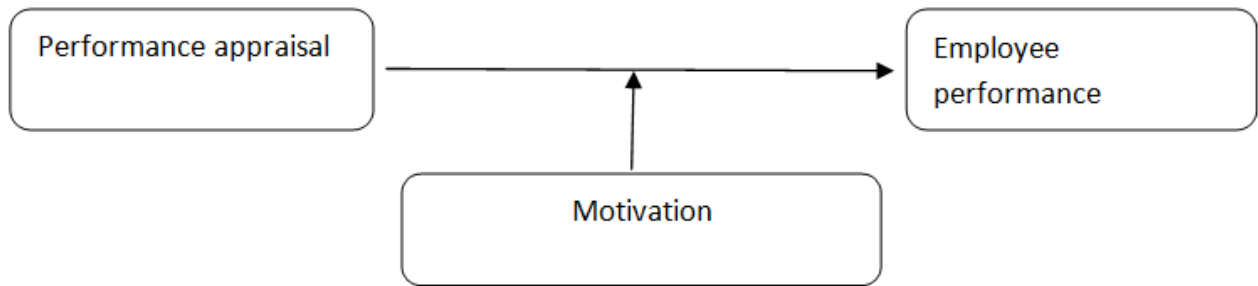 Performance appraisal
Employee
performance
Motivation